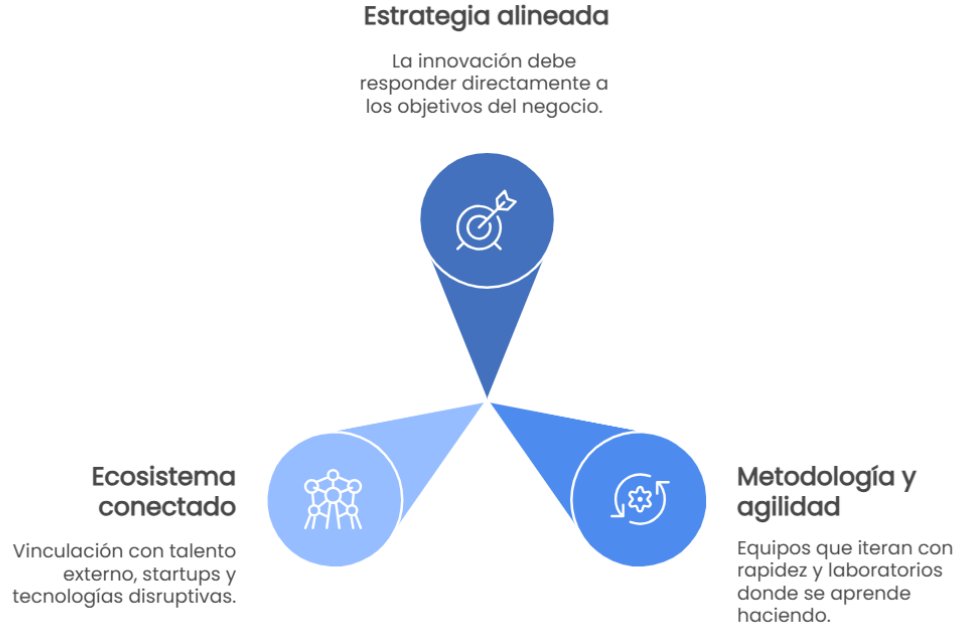 Estrategia alineada
La innovación debe
responder directamente a
los objetivos del negocio.
Ecosistema
conectado
Vinculación con talento
externo, startups y
tecnologías disruptivas.
Metodología y
agilidad
Equipos que iteran con
rapidez y laboratorios
donde se aprende
haciendo.